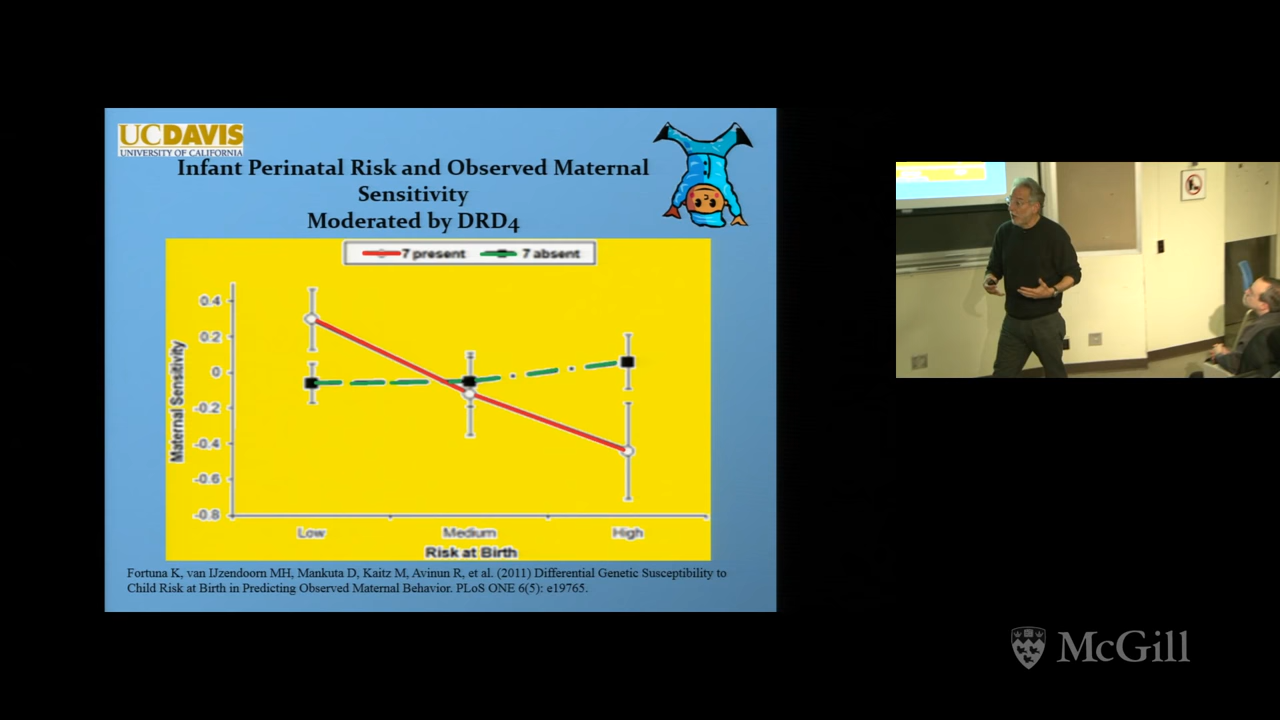 UCDAVIS
UNIVERSITY OF CALIFORNIA
Infant Perinatal Risk and Observed Maternal
Sensitivity
Moderated by DRD4
7 present
7 absent
0.4
0.2
0
-0.2
-0.4
-0.6
-0.8
Maternal Sensitivity
Low
Medium
High
Risk at Birth
Fortuna K, van IJzendoorn MH, Mankuta D, Kaitz M, Avinun R, et al. (2011) Differential Genetic Susceptibility to
Child Risk at Birth in Predicting Observed Maternal Behavior. PLoS ONE 6(5): e19765.
McGill